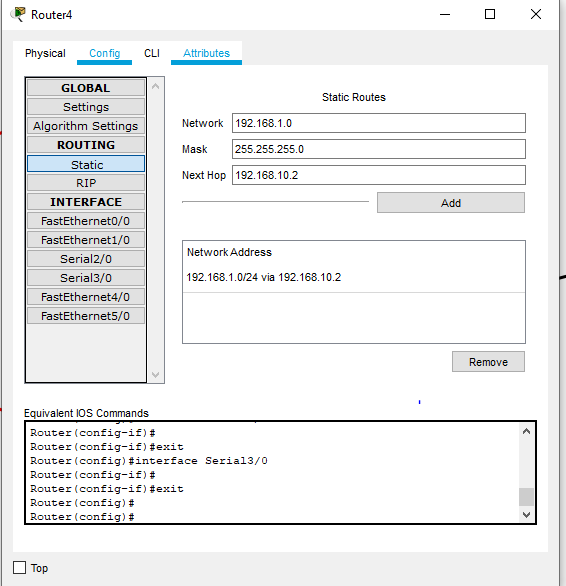 Router4
Physical Config CLI Attributes
GLOBAL
Settings
Algorithm Settings
ROUTING
Static
RIP
INTERFACE
FastEthernet0/0
FastEthernet1/0
Serial2/0
Serial3/0
FastEthernet4/0
FastEthernet5/0
Static Routes
Network 192.168.1.0
Mask 255.255.255.0
Next Hop 192.168.10.2
Add
Network Address
192.168.1.0/24 via 192.168.10.2
Remove
Equivalent IOS Commands
Router(config-if)#
Router(config-if)#exit
Router(config)#interface Serial3/0
Router(config-if)#
Router(config-if)#exit
Router(config)#
Router(config)#
Top